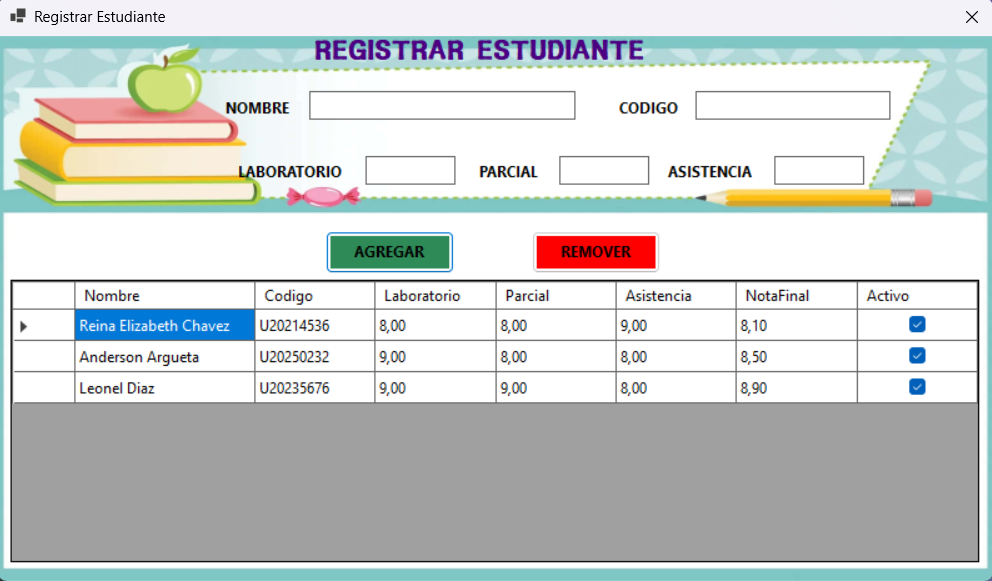 Registrar Estudiante
REGISTRAR ESTUDIANTE
NOMBRE CODIGO
LABORATORIO PARCIAL ASISTENCIA
AGREGAR REMOVER
Nombre Codigo Laboratorio Parcial Asistencia NotaFinal Activo
Reina Elizabeth Chavez U20214536 8,00 8,00 9,00 8,10
Anderson Argueta U20250232 9,00 8,00 8,00 8,50
Leonel Diaz U20235676 9,00 9,00 8,00 8,90